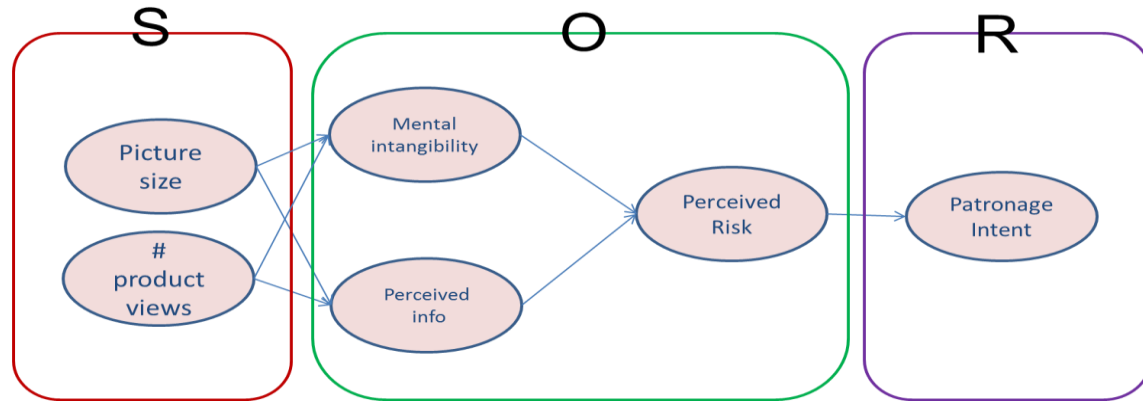 S
O
R
Picture
size
#
product
views
Mental
intangibility
Perceived
info
Perceived
Risk
Patronage
Intent